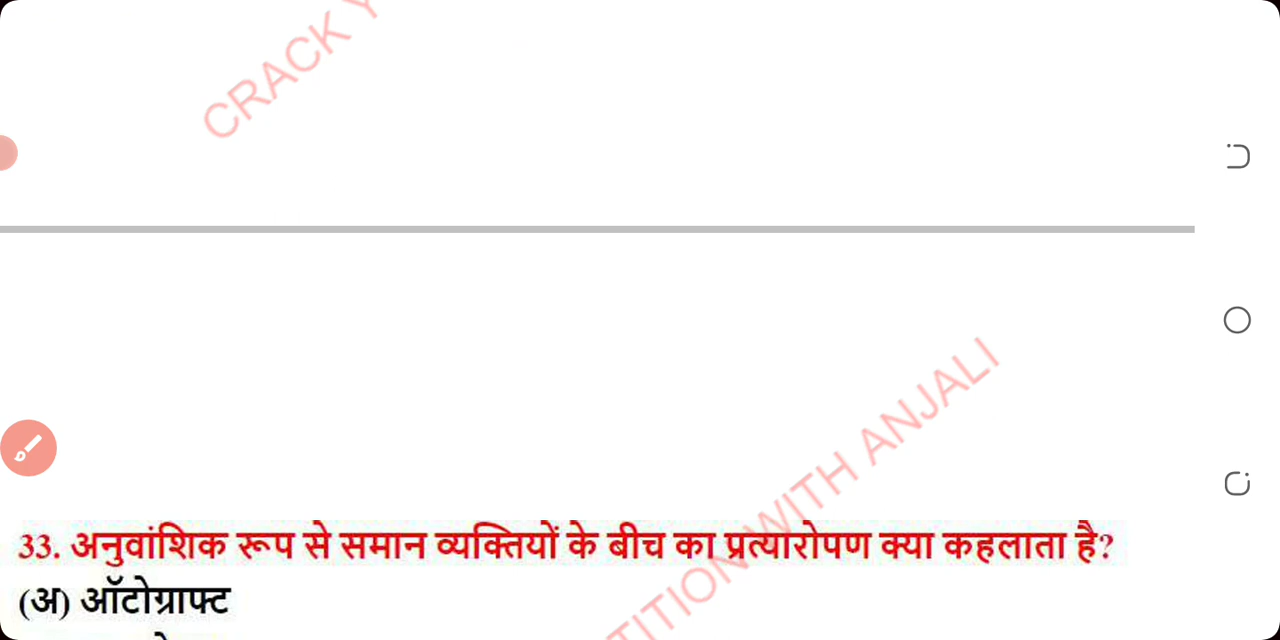 CRACK Y
TITION WITH ANJALI
33. अनुवांशिक रूप से समान व्यक्तियों के बीच का प्रत्यारोपण क्या कहलाता है?
(अ) ऑटोग्राफ्ट